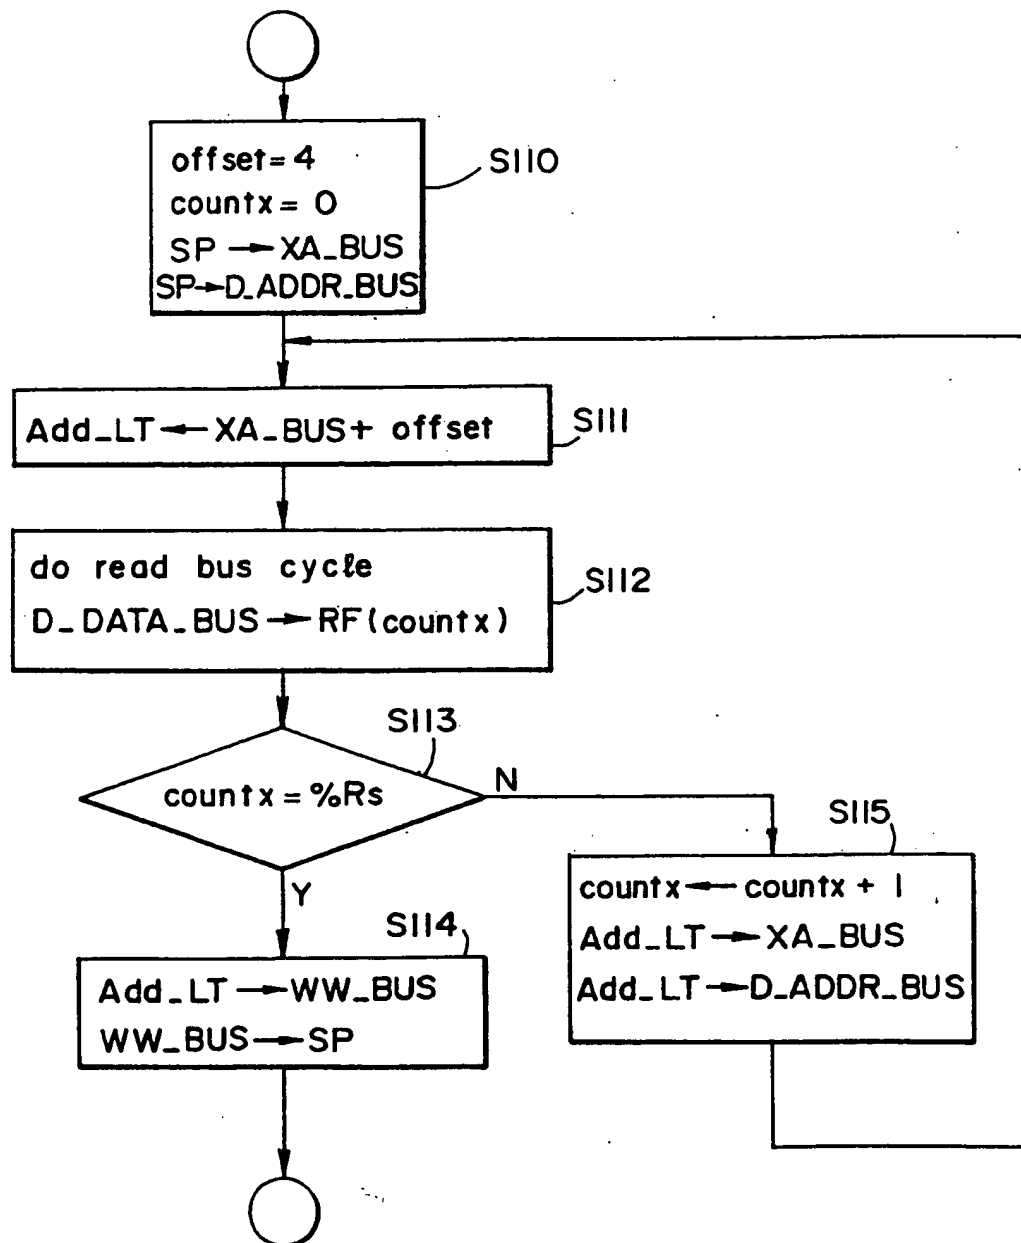 offset= 4
countx= 0
SP → XA_BUS
SP→D_ADDR_BUS
S110
Add_LT ← XA_BUS+ offset
S111
do read bus cycle
D_DATA_BUS → RF(countx)
S112
S113
countx = %Rs
N
Y
S115
countx ← countx + 1
Add_LT → XA_BUS
Add_LT → D_ADDR_BUS
S114
Add_LT → WW_BUS
WW_BUS → SP